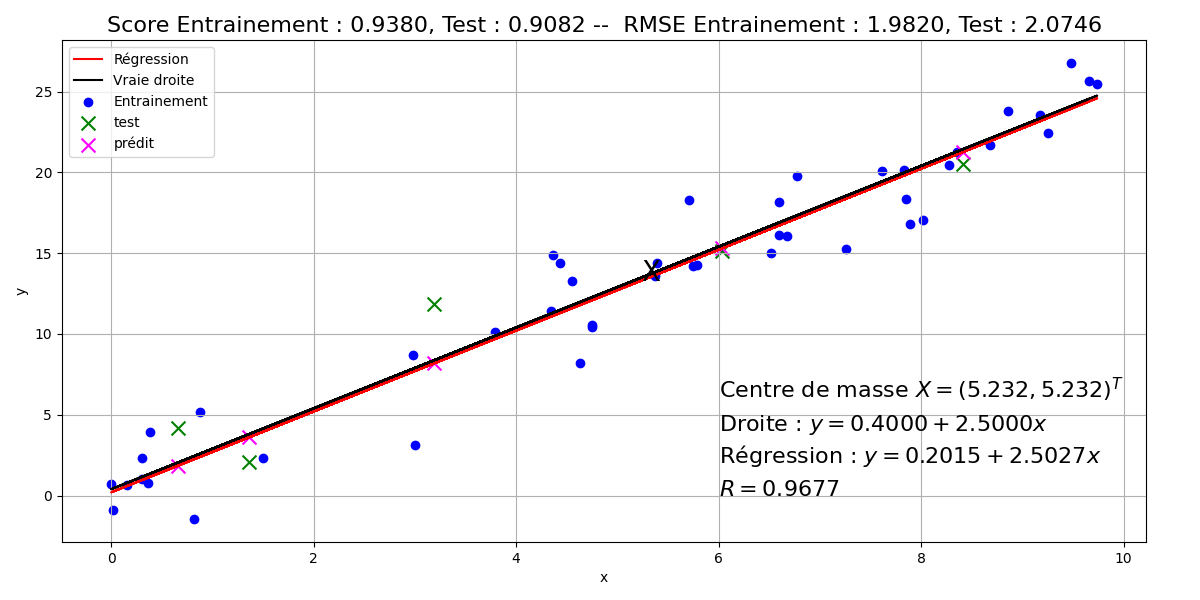 Score Entrainement : 0.9380, Test : 0.9082 -- RMSE Entrainement : 1.9820, Test : 2.0746
Régression
Vraie droite
Entrainement
test
prédit
25
20
15
10
5
0
y
X
Centre de masse X = (5.232, 5.232)^T
Droite : y = 0.4000 + 2.5000x
Régression : y = 0.2015 + 2.5027x
R = 0.9677
0 2 4 6 8 10
x